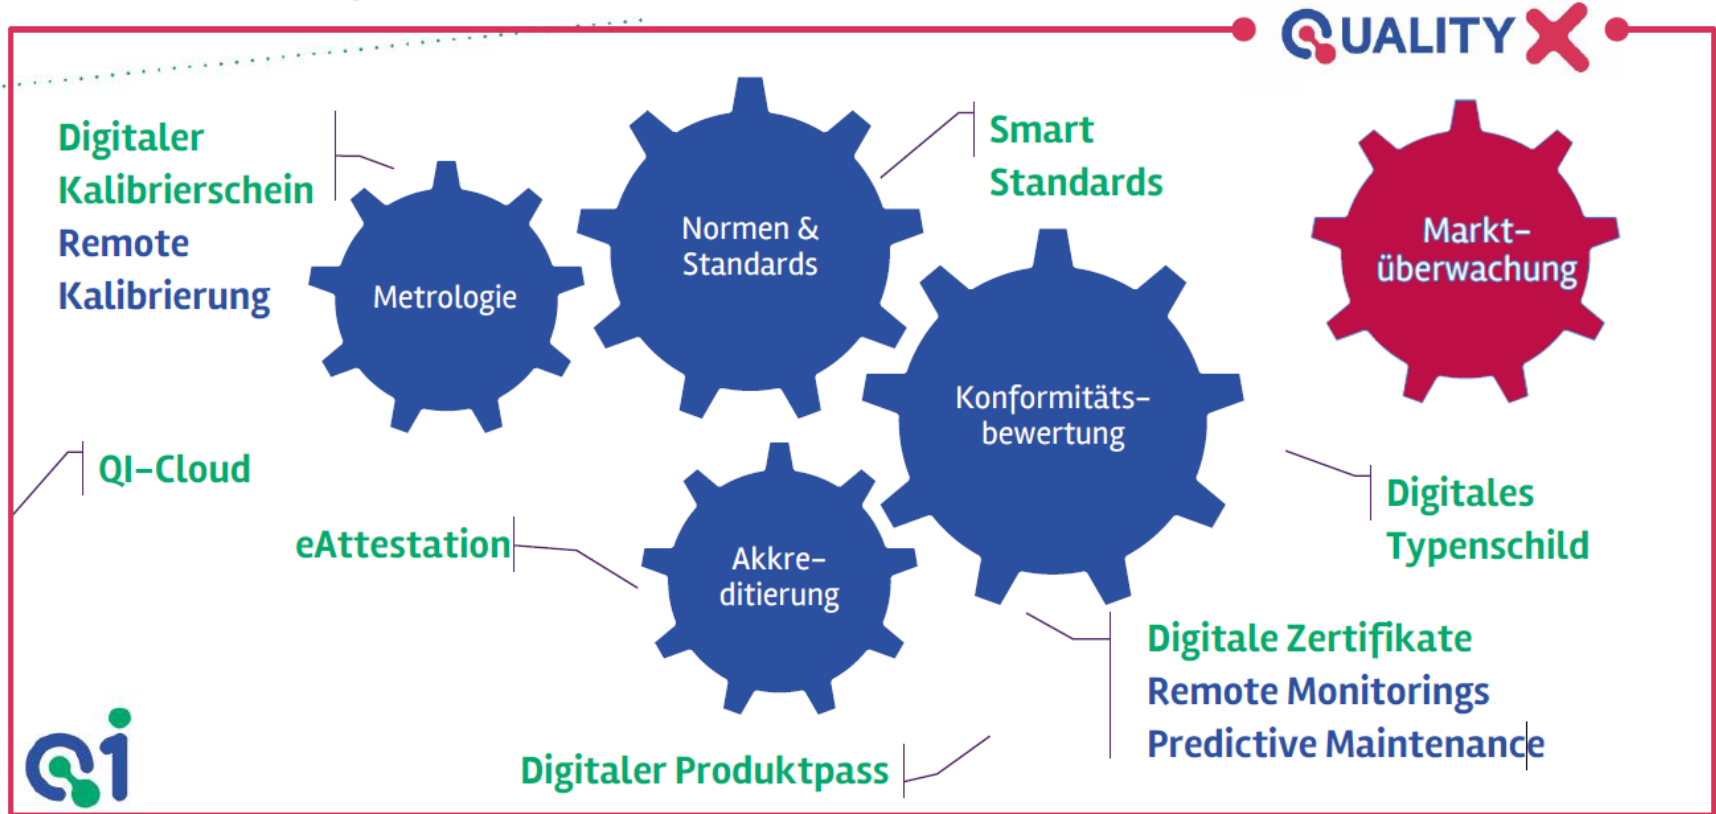 QUALITY X
Digitaler
Kalibrierschein
Remote
Kalibrierung
Metrologie
Normen &
Standards
Smart
Standards
Markt-
überwachung
Konformitäts-
bewertung
QI-Cloud
eAttestation
Akkre-
ditierung
Digitales
Typenschild
Digitale Zertifikate
Remote Monitorings
Predictive Maintenance
Digitaler Produktpass
Qi